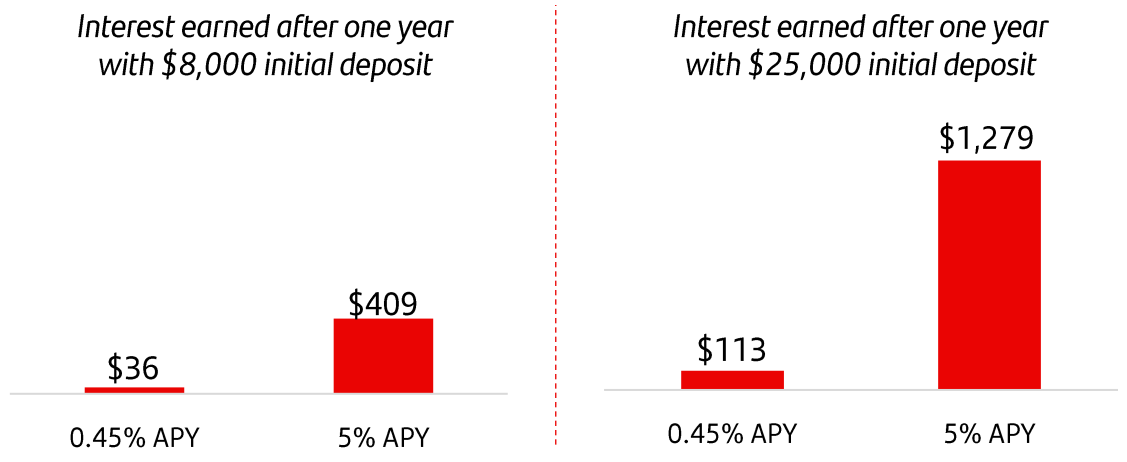 Interest earned after one year
with $8,000 initial deposit
$36
$409
0.45% APY
5% APY
Interest earned after one year
with $25,000 initial deposit
$113
$1,279
0.45% APY
5% APY